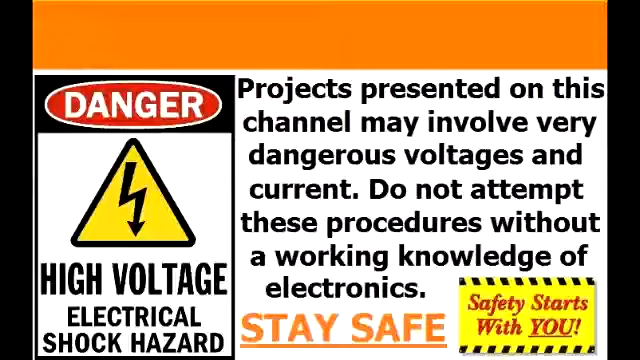 DANGER
HIGH VOLTAGE
ELECTRICAL
SHOCK HAZARD
Projects presented on this
channel may involve very
dangerous voltages and
current. Do not attempt
these procedures without
a working knowledge of
electronics.
STAY SAFE
Safety Starts
With YOU!